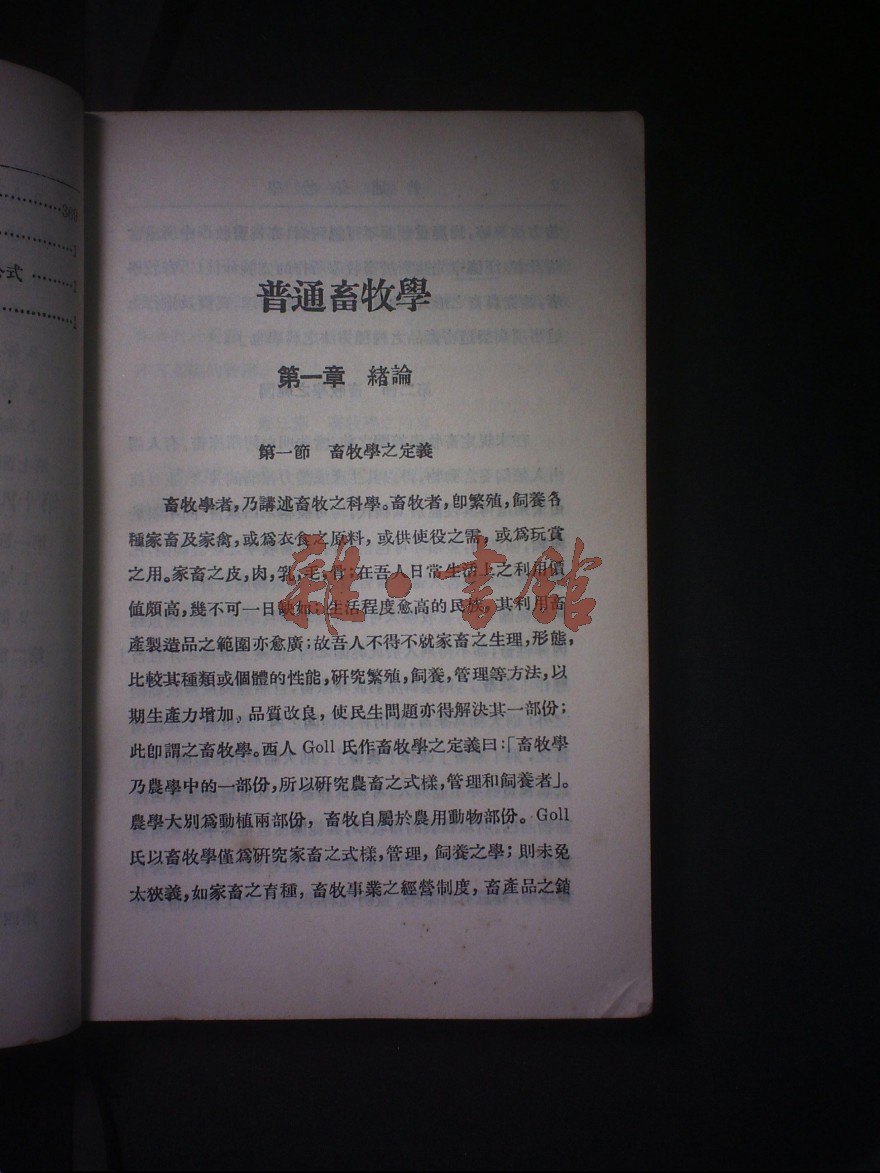 普通畜牧學
第一章　緒論
第一節　畜牧學之定義
畜牧學者，乃講述畜牧之科學。畜牧者，卽繁殖，飼養各
種家畜及家禽，或爲衣食之原料，或供使役之需，或爲玩賞
之用。家畜之皮，肉，乳，毛，骨；在吾人日常生活上之利用價
値頗高，幾不可一日缺如；生活程度愈高的民族，其利用畜
產製造品之範圍亦愈廣；故吾人不得不就家畜之生理，形態，
比較其種類或個體的性能，硏究繁殖，飼養，管理等方法，以
期生產力增加。品質改良，使民生問題亦得解決其一部份；
此卽謂之畜牧學。西人 Goll 氏作畜牧學之定義曰：「畜牧學
乃農學中的一部份，所以硏究農畜之式樣，管理和飼養者」。
農學大別爲動植兩部份，畜牧自屬於農用動物部份。Goll
氏以畜牧學僅爲硏究家畜之式樣，管理，飼養之學；則未免
太狹義，如家畜之育種，畜牧事業之經營制度，畜產品之銷
雅·書館